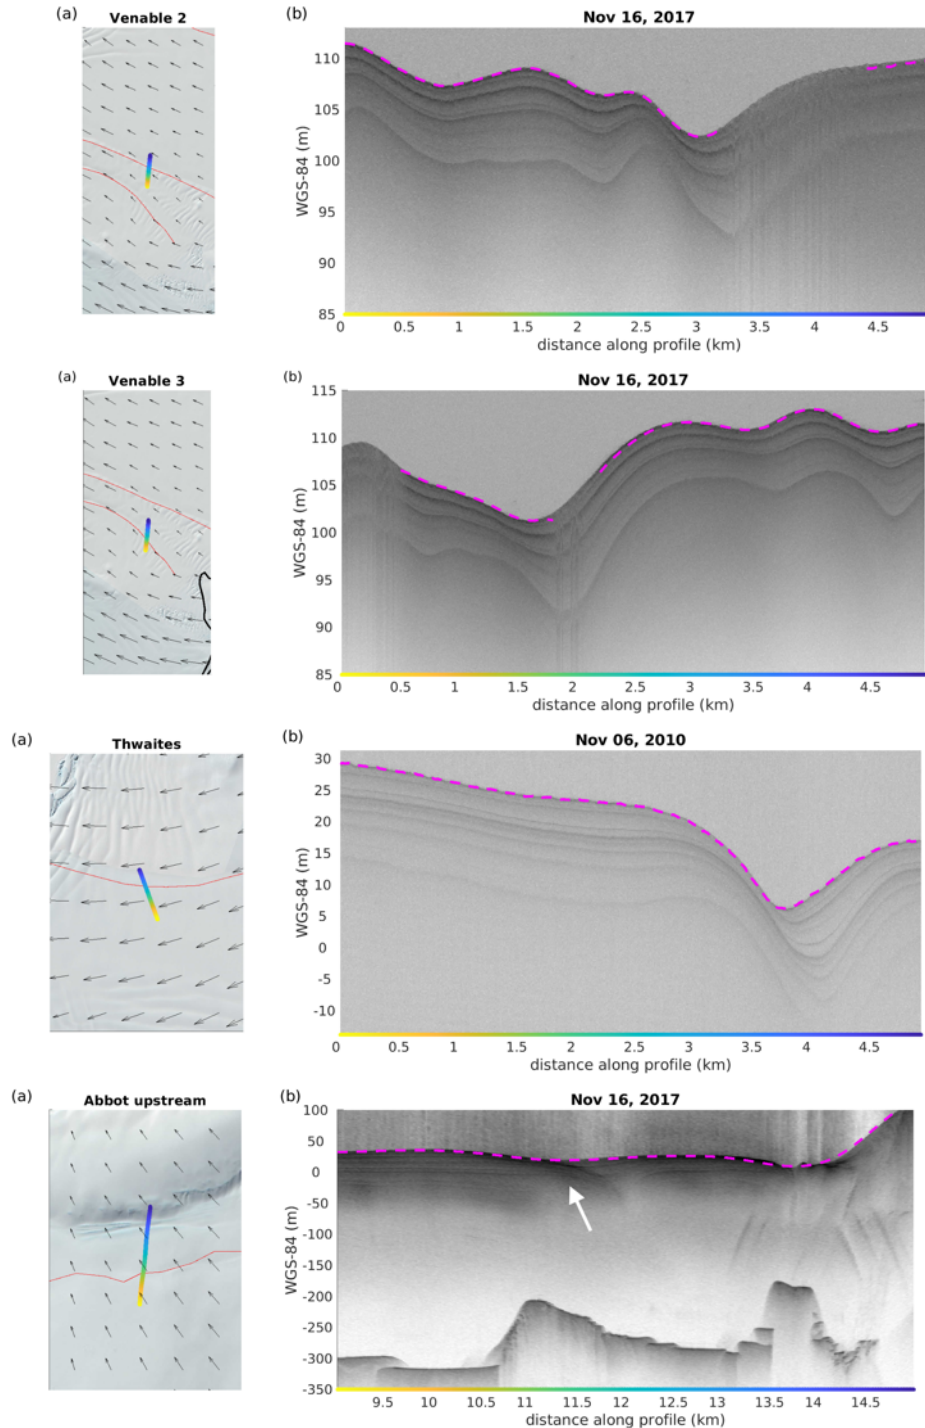 (a) Venable 2
(b) Nov 16, 2017
WGS-84 (m)
110
105
100
95
90
85
0 0.5 1 1.5 2 2.5 3 3.5 4 4.5
distance along profile (km)
(a) Venable 3
(b) Nov 16, 2017
WGS-84 (m)
115
110
105
100
95
90
85
0 0.5 1 1.5 2 2.5 3 3.5 4 4.5
distance along profile (km)
(a) Thwaites
(b) Nov 06, 2010
WGS-84 (m)
30
25
20
15
10
5
0
-5
-10
0 0.5 1 1.5 2 2.5 3 3.5 4 4.5
distance along profile (km)
(a) Abbot upstream
(b) Nov 16, 2017
WGS-84 (m)
100
50
0
-50
-100
-150
-200
-250
-300
-350
9.5 10 10.5 11 11.5 12 12.5 13 13.5 14 14.5
distance along profile (km)